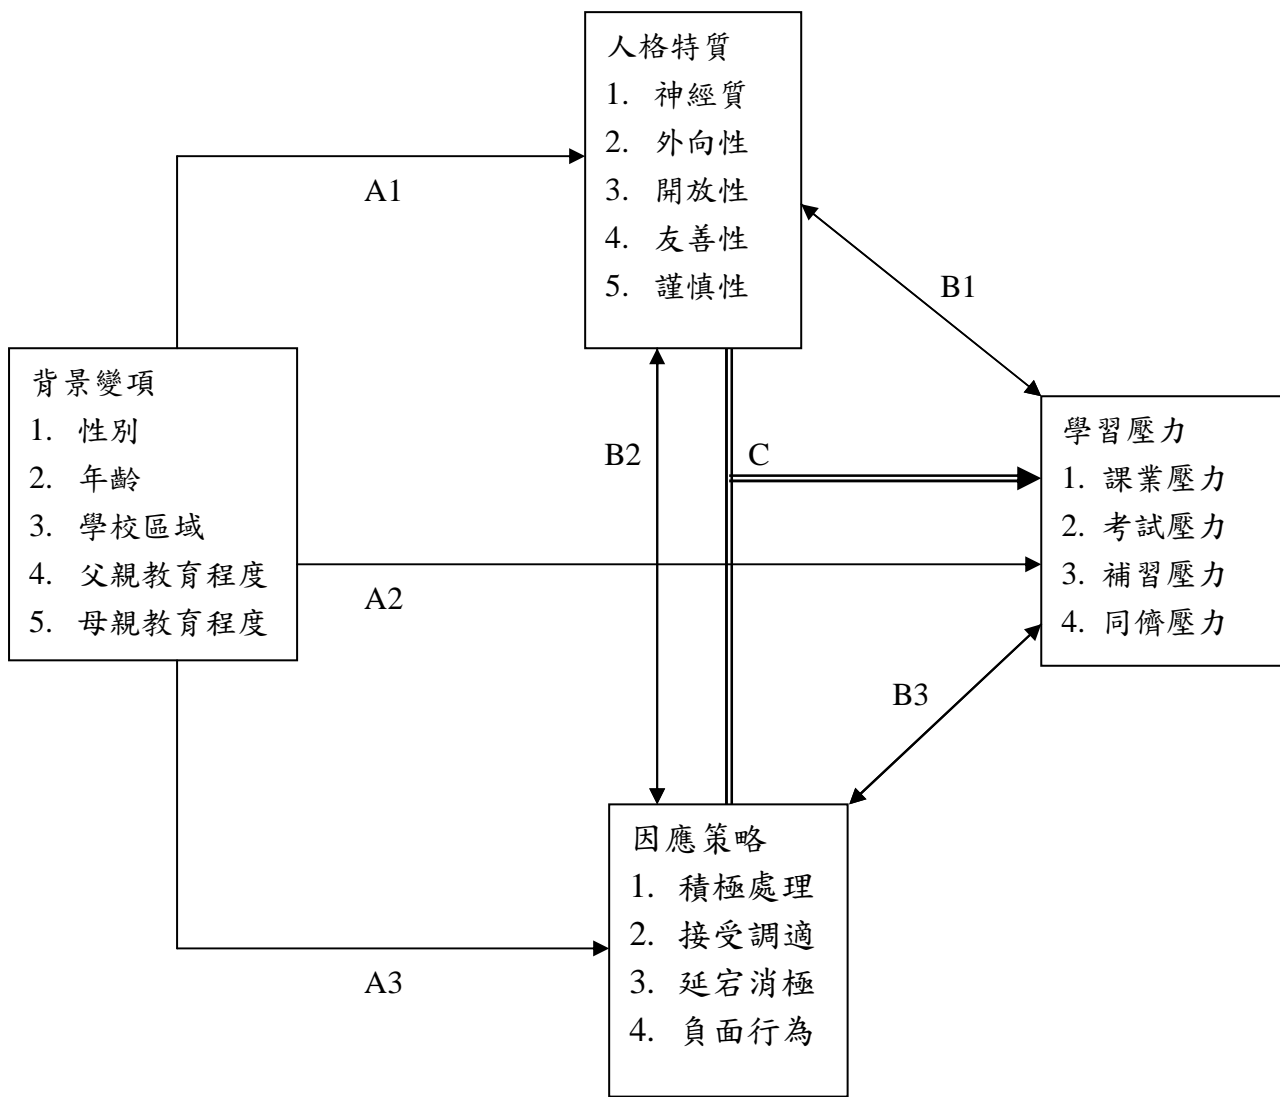 人格特質
1. 神經質
2. 外向性
3. 開放性
4. 友善性
5. 謹慎性
A1
B1
背景變項
1. 性別
2. 年齡
3. 學校區域
4. 父親教育程度
5. 母親教育程度
B2
C
學習壓力
1. 課業壓力
2. 考試壓力
3. 補習壓力
4. 同儕壓力
A2
B3
因應策略
1. 積極處理
2. 接受調適
3. 延宕消極
4. 負面行為
A3